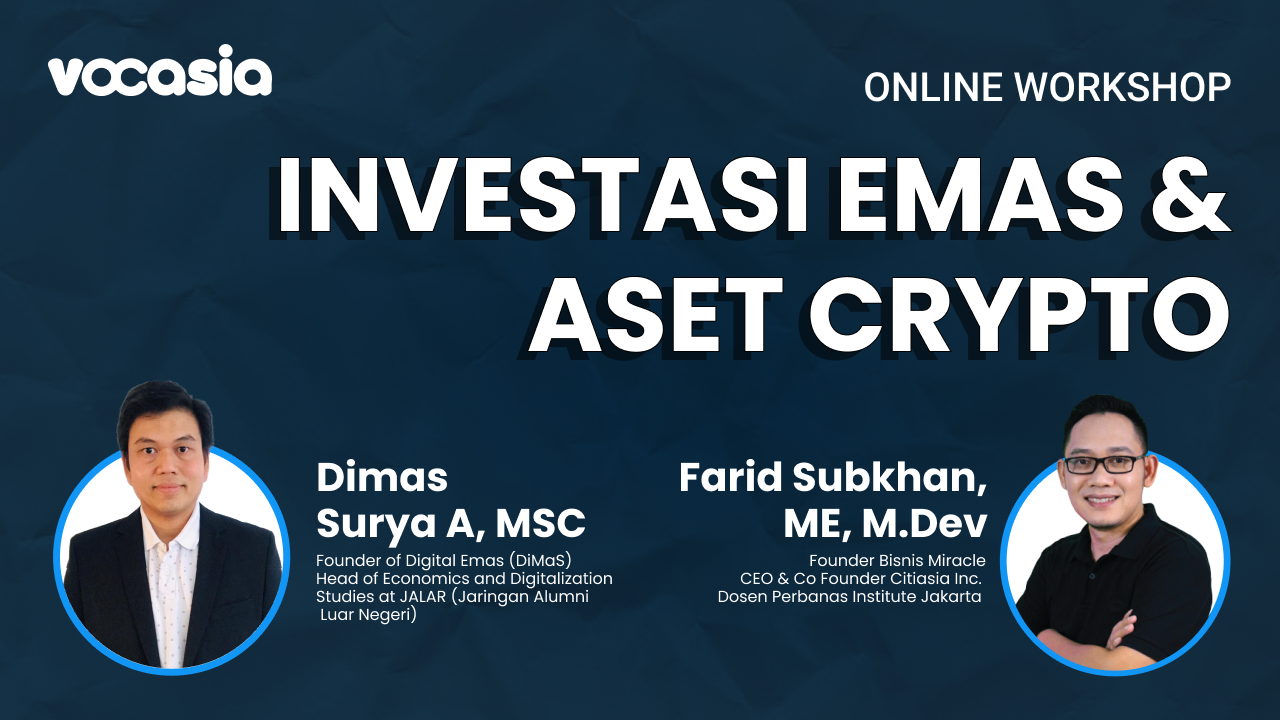 vocasia
ONLINE WORKSHOP
INVESTASI EMAS &
ASET CRYPTO
Dimas
Surya A, MSC
Founder of Digital Emas (DiMaS)
Head of Economics and Digitalization
Studies at JALAR (Jaringan Alumni
Luar Negeri)
Farid Subkhan,
ME, M.Dev
Founder Bisnis Miracle
CEO & Co Founder Citiasia Inc.
Dosen Perbanas Institute Jakarta